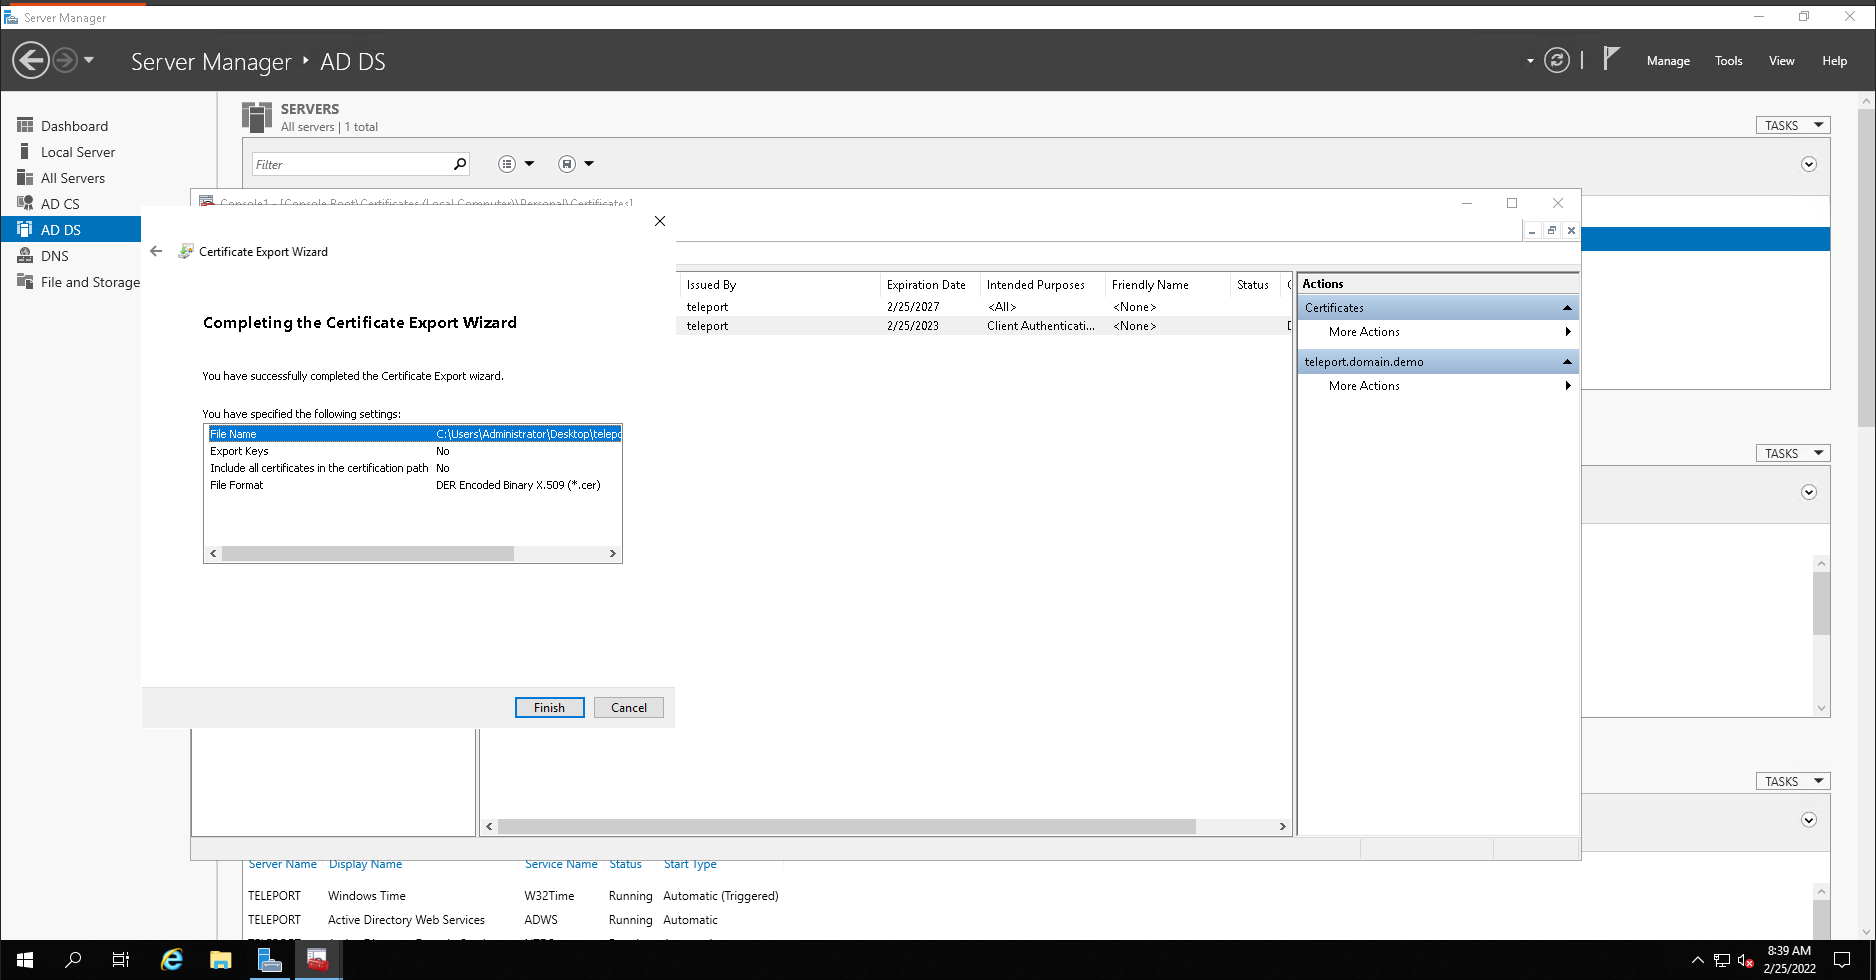 Server Manager
Server Manager ‣ AD DS
Manage Tools View Help
Dashboard
Local Server
All Servers
AD CS
AD DS
DNS
File and Storage
SERVERS
All servers | 1 total
TASKS
Filter
Console1 - [Console Root\Certificates (Local Computer)\Personal\Certificates]
Certificate Export Wizard
Completing the Certificate Export Wizard
You have successfully completed the Certificate Export wizard.
You have specified the following settings:
File Name C:\Users\Administrator\Desktop\telepo
Export Keys No
Include all certificates in the certification path No
File Format DER Encoded Binary X.509 (*.cer)
Finish Cancel
Issued By Expiration Date Intended Purposes Friendly Name Status
teleport 2/25/2027 <All> <None>
teleport 2/25/2023 Client Authenticati... <None>
Actions
Certificates
More Actions
teleport.domain.demo
More Actions
TASKS
TASKS
Server Name Display Name Service Name Status Start Type
TELEPORT Windows Time W32Time Running Automatic (Triggered)
TELEPORT Active Directory Web Services ADWS Running Automatic
8:39 AM
2/25/2022